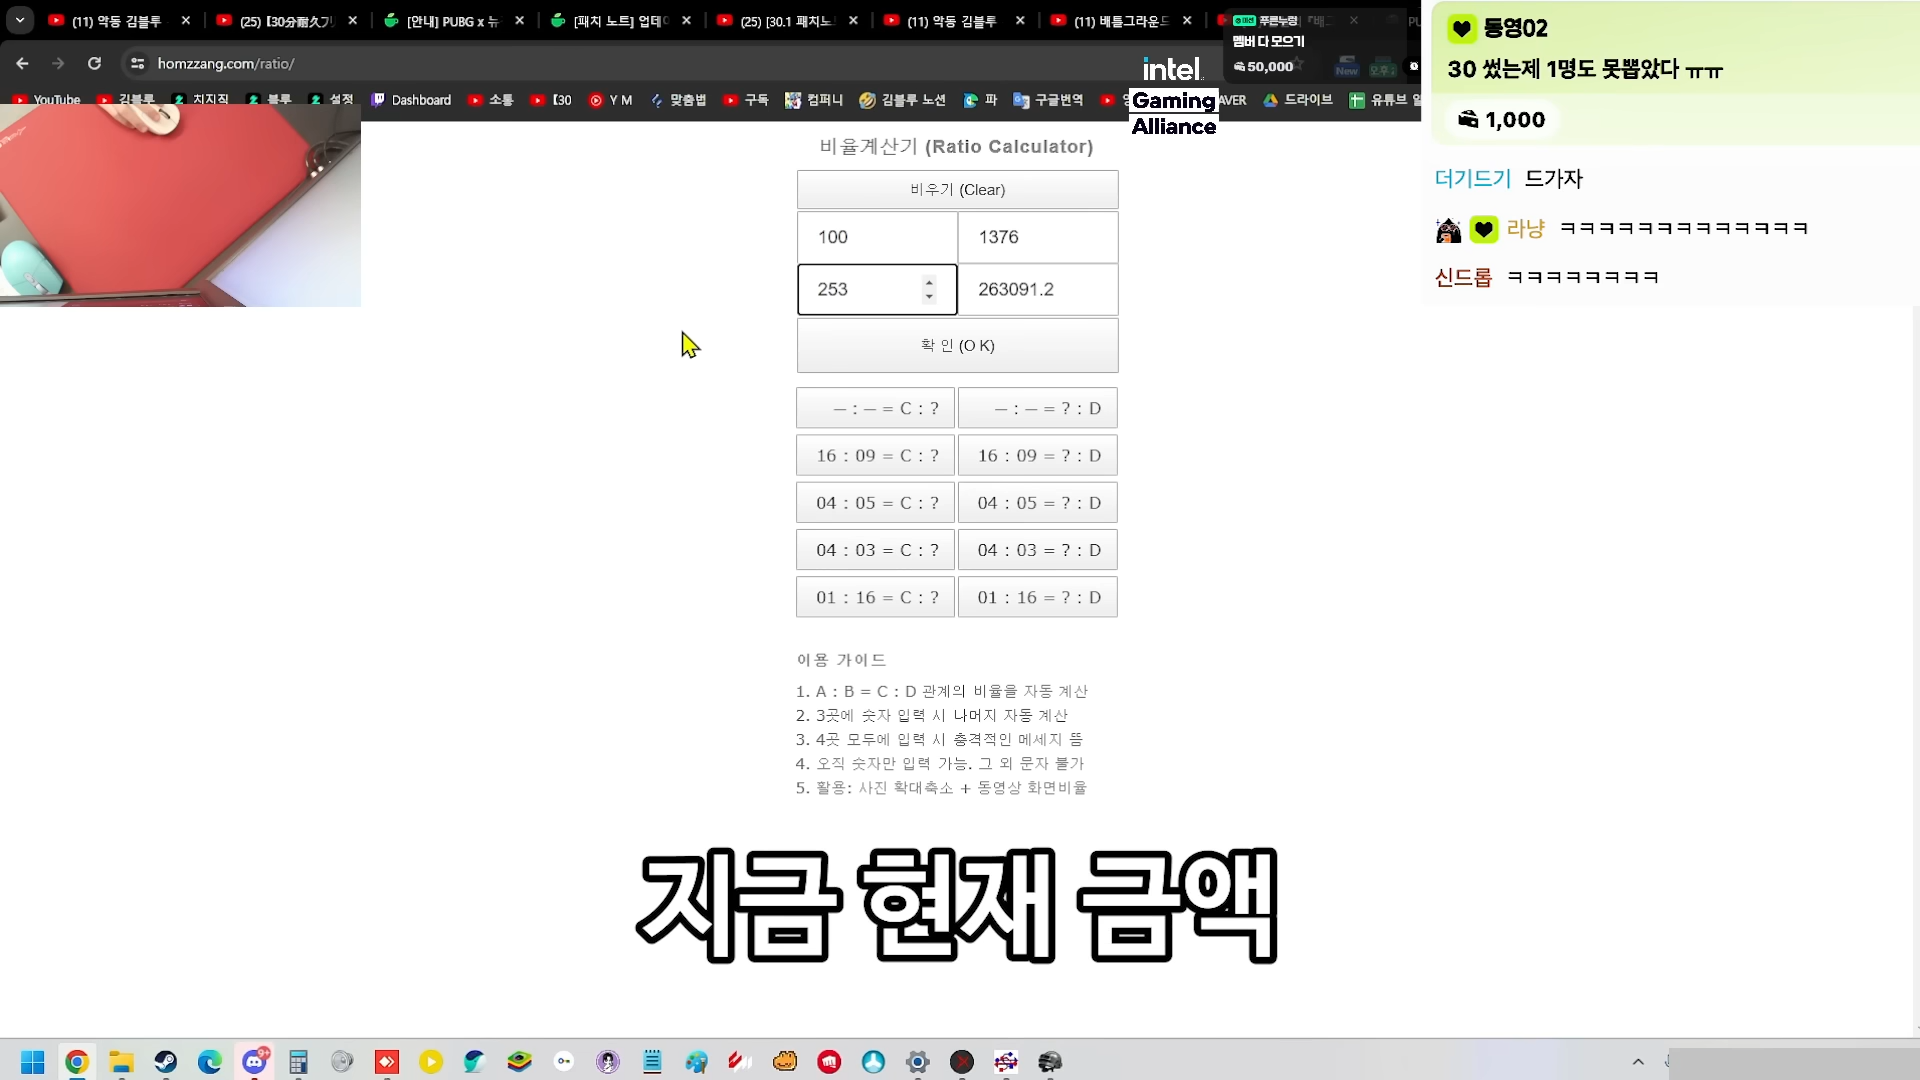 (11) 악동 김블루
(25) 【30分耐久フ
[안내] PUBG x 뉴
[패치 노트] 업데
(25) [30.1 패치노
(11) 악동 김블루
(11) 배틀그라운드
푸른누렁
멤버 다 모으기
50,000
homzzang.com/ratio/
New
YouTube
김블루
치지직
블루
설정
Dashboard
소통
【30
Y M
맞춤법
구독
컴퍼니
김블루 노션
파
구글번역
AVER
드라이브
유튜브
intel
Gaming
Alliance
동영02
30 썼는제 1명도 못뽑았다 ㅠㅠ
1,000
더기드기 드가자
라냥 ㅋㅋㅋㅋㅋㅋㅋㅋㅋㅋㅋㅋㅋ
신드롭 ㅋㅋㅋㅋㅋㅋㅋㅋ
비율계산기 (Ratio Calculator)
비우기 (Clear)
100 1376
253 263091.2
확 인 (O K)
— : — = C : ? — : — = ? : D
16 : 09 = C : ? 16 : 09 = ? : D
04 : 05 = C : ? 04 : 05 = ? : D
04 : 03 = C : ? 04 : 03 = ? : D
01 : 16 = C : ? 01 : 16 = ? : D
이용 가이드
1. A : B = C : D 관계의 비율을 자동 계산
2. 3곳에 숫자 입력 시 나머지 자동 계산
3. 4곳 모두에 입력 시 충격적인 메세지 뜸
4. 오직 숫자만 입력 가능. 그 외 문자 불가
5. 활용: 사진 확대축소 + 동영상 화면비율
지금 현재 금액
9+